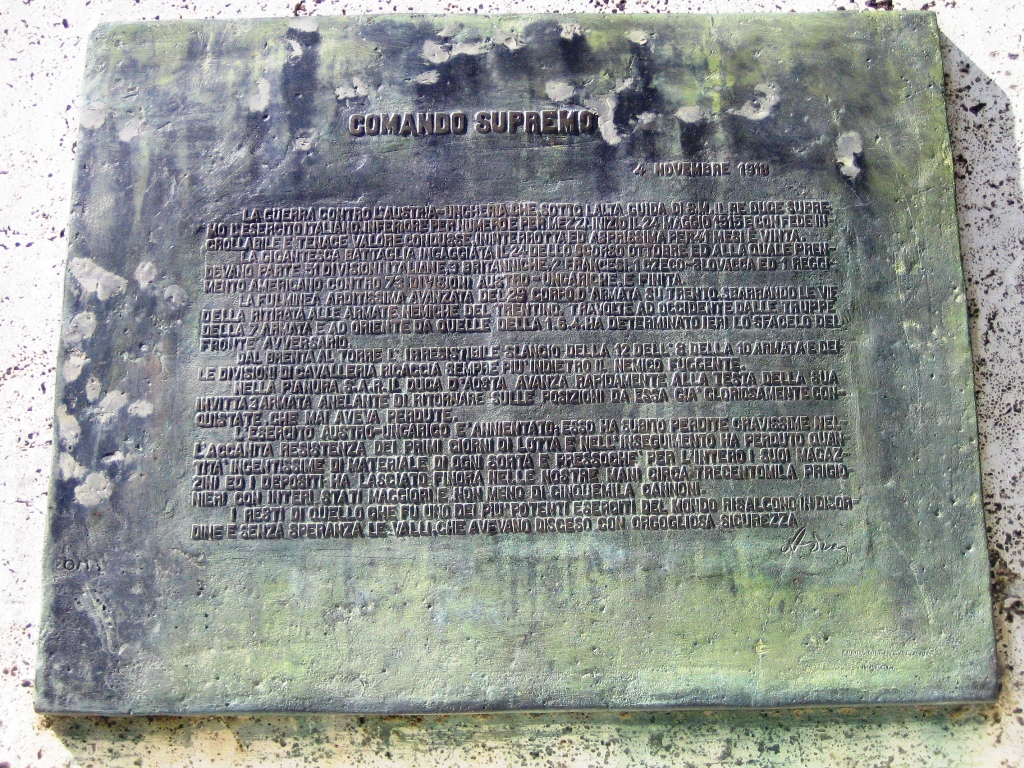 COMANDO SUPREMO
4 NOVEMBRE 1918
LA GUERRA CONTRO L'AUSTRIA-UNGHERIA CHE SOTTO L'ALTA GUIDA DI S.M. IL RE DUCE SUPRE-
MO L'ESERCITO ITALIANO, INFERIORE PER NUMERO E PER MEZZI, INIZIO IL 24 MAGGIO 1915 E CON FEDE IN
CROLLABILE E TENACE VALORE CONDUSSE ININTERROTTA ED ASPRISSIMA PER 41 MESI E' VINTA.
LA GIGANTESCA BATTAGLIA INGAGGIATA IL 24 DELLO SCORSO OTTOBRE ED ALLA QUALE PREN-
DEVANO PARTE 51 DIVISIONI ITALIANE, 3 BRITANNICHE, 2 FRANCESI, 1 CZECO-SLOVACCA ED 1 REGGI
MENTO AMERICANO CONTRO 73 DIVISIONI AUSTRO-UNGARICHE, E' FINITA.
LA FULMINEA ARDITISSIMA AVANZATA DEL 29 CORPO D'ARMATA SU TRENTO, SBARRANDO LE VIE
DELLA RITIRATA ALLE ARMATE NEMICHE DEL TRENTINO, TRAVOLTE AD OCCIDENTE DALLE TRUPPE
DELLA 7 ARMATA E AD ORIENTE DA QUELLE DELLA 1.6.4. HA DETERMINATO IERI LO SFACELO DEL
FRONTE AVVERSARIO.
DAL BRENTA AL TORRE L'IRRESISTIBILE SLANCIO DELLA 12 DELL'8 DELLA 10 ARMATA E DEL
LE DIVISIONI DI CAVALLERIA RICACCIA SEMPRE PIU' INDIETRO IL NEMICO FUGGENTE.
NELLA PIANURA S.A.R. IL DUCA D'AOSTA AVANZA RAPIDAMENTE ALLA TESTA DELLA SUA
INVITTA 3 ARMATA ANELANTE DI RITORNARE SULLE POSIZIONI DA ESSA GIA' GLORIOSAMENTE CON-
QUISTATE, CHE MAI AVEVA PERDUTE.
L'ESERCITO AUSTRO-UNGARICO E' ANNIENTATO: ESSO HA SUBITO PERDITE GRAVISSIME NEL-
L'ACCANITA RESISTENZA DEI PRIMI GIORNI DI LOTTA E NELL'INSEGUIMENTO HA PERDUTO QUAN-
TITA' INGENTISSIME DI MATERIALE DI OGNI SORTA E PRESSOCHE' PER L'INTERO I SUOI MAGAZ-
ZINI ED I DEPOSITI HA LASCIATO FINORA NELLE NOSTRE MANI CIRCA TRECENTOMILA PRIGIO
NIERI CON INTERI STATI MAGGIORI E NON MENO DI CINQUEMILA CANNONI.
I RESTI DI QUELLO CHE FU UNO DEI PIU' POTENTI ESERCITI DEL MONDO RISALGONO IN DISOR-
DINE E SENZA SPERANZA LE VALLI, CHE AVEVANO DISCESO CON ORGOGLIOSA SICUREZZA